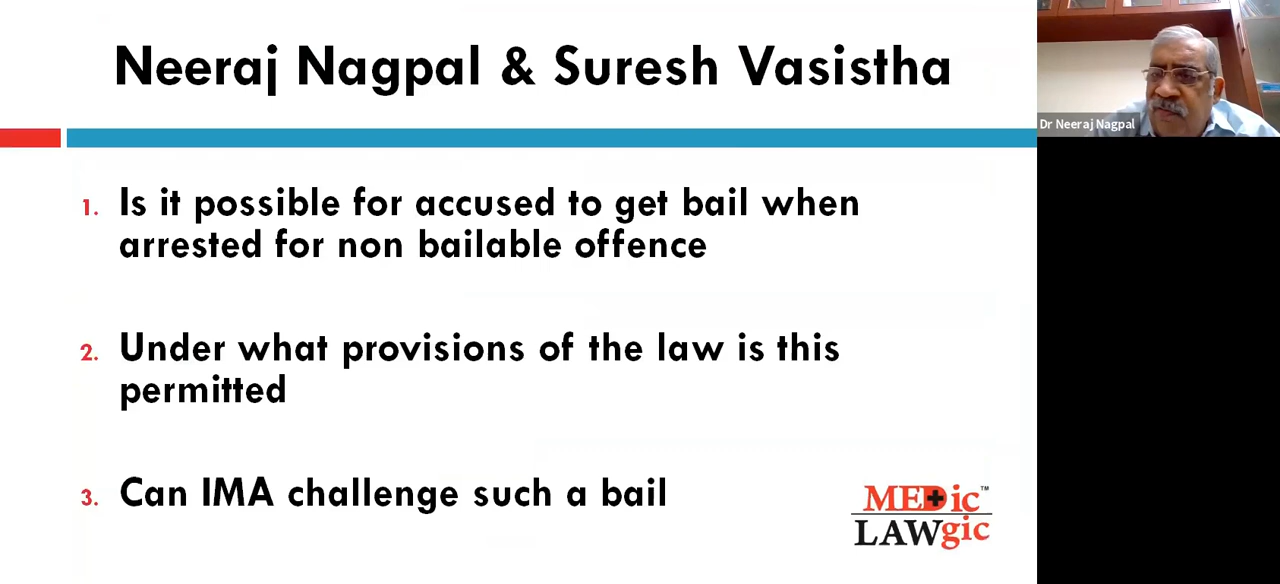 Neeraj Nagpal & Suresh Vasistha
Dr Neeraj Nagpal
1. Is it possible for accused to get bail when
arrested for non bailable offence
2. Under what provisions of the law is this
permitted
3. Can IMA challenge such a bail
MEDic™
LAWgic